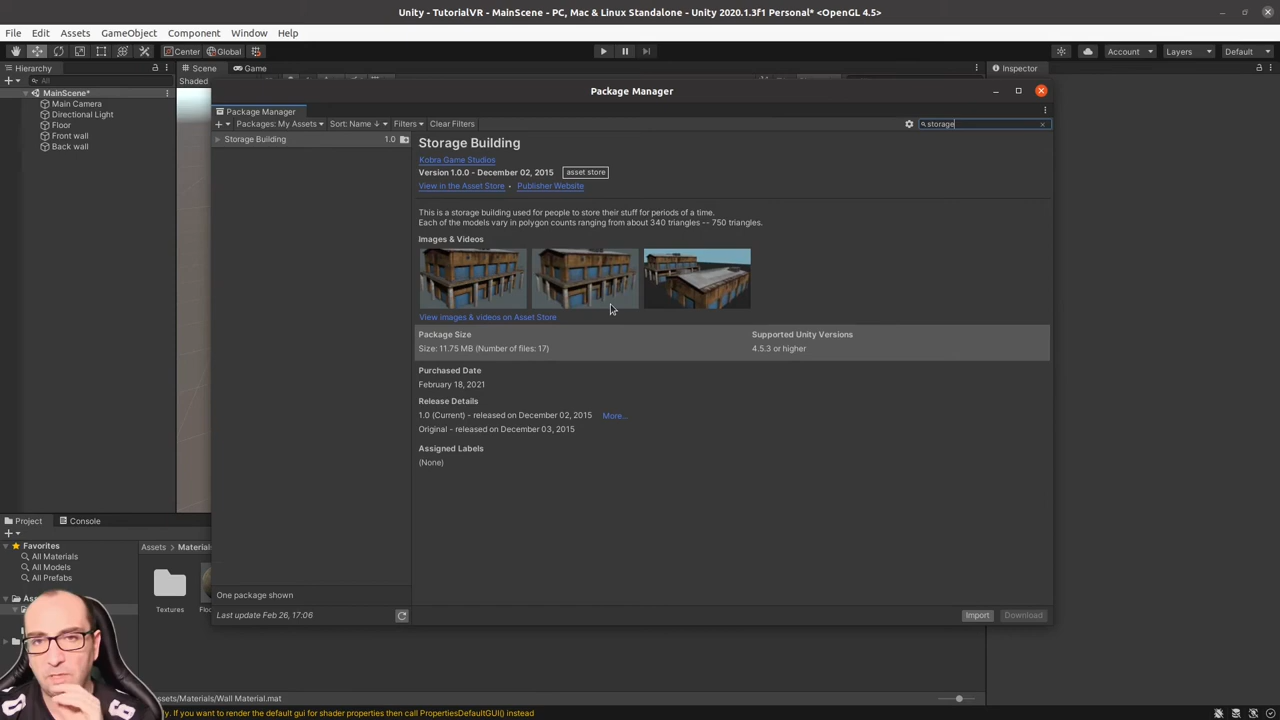 Unity - TutorialVR - MainScene - PC, Mac & Linux Standalone - Unity 2020.1.3f1 Personal* <OpenGL 4.5>
File Edit Assets GameObject Component Window Help
Center Global Account Layers Default
Hierarchy Scene Game Inspector
All Shaded
MainScene*
Main Camera
Directional Light
Floor
Front wall
Back wall
Package Manager
Package Manager
Packages: My Assets Sort: Name ↓ Filters Clear Filters storage
Storage Building 1.0
Storage Building
Kobra Game Studios
Version 1.0.0 - December 02, 2015 asset store
View in the Asset Store - Publisher Website
This is a storage building used for people to store their stuff for periods of a time.
Each of the models vary in polygon counts ranging from about 340 triangles -- 750 triangles.
Images & Videos
View images & videos on Asset Store
Package Size Supported Unity Versions
Size: 11.75 MB (Number of files: 17) 4.5.3 or higher
Purchased Date
February 18, 2021
Release Details
1.0 (Current) - released on December 02, 2015 More...
Original - released on December 03, 2015
Assigned Labels
(None)
One package shown
Last update Feb 26, 17:06 Import Download
Project Console
Favorites
All Materials
All Models
All Prefabs
Assets > Material
Textures
Assets/Materials/Wall Material.mat
If you want to render the default gui for shader properties then call PropertiesDefaultGUI() instead